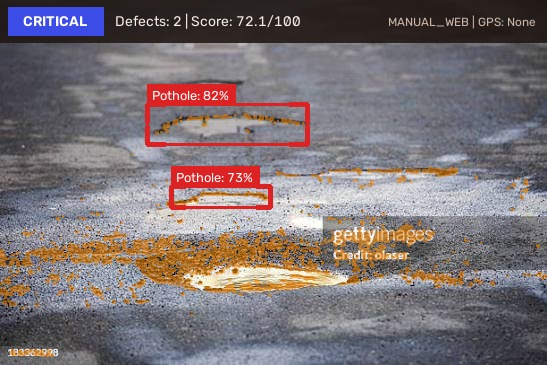 CRITICAL
Defects: 2 | Score: 72.1/100
MANUAL_WEB | GPS: None
Pothole: 82%
Pothole: 73%
gettyimages
Credit: olaser
183362998